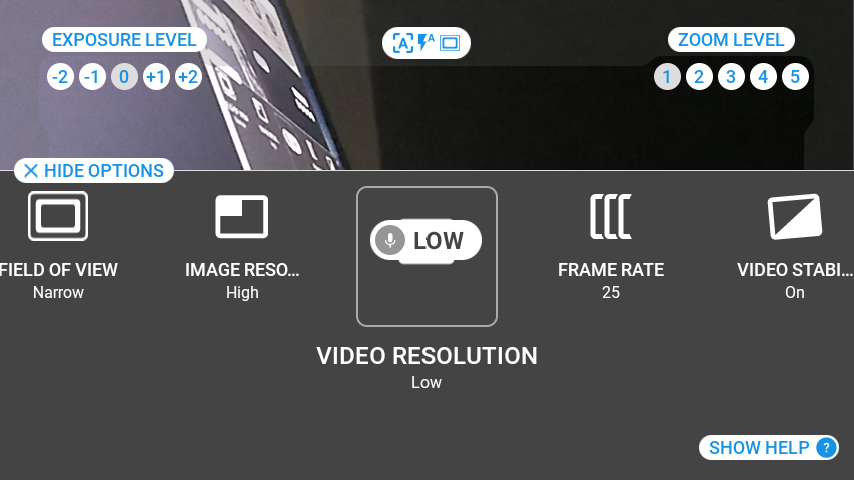 EXPOSURE LEVEL
-2 -1 0 +1 +2
A A
ZOOM LEVEL
1 2 3 4 5
HIDE OPTIONS
FIELD OF VIEW
Narrow
IMAGE RESO...
High
LOW
FRAME RATE
25
VIDEO STABI...
On
VIDEO RESOLUTION
Low
SHOW HELP ?